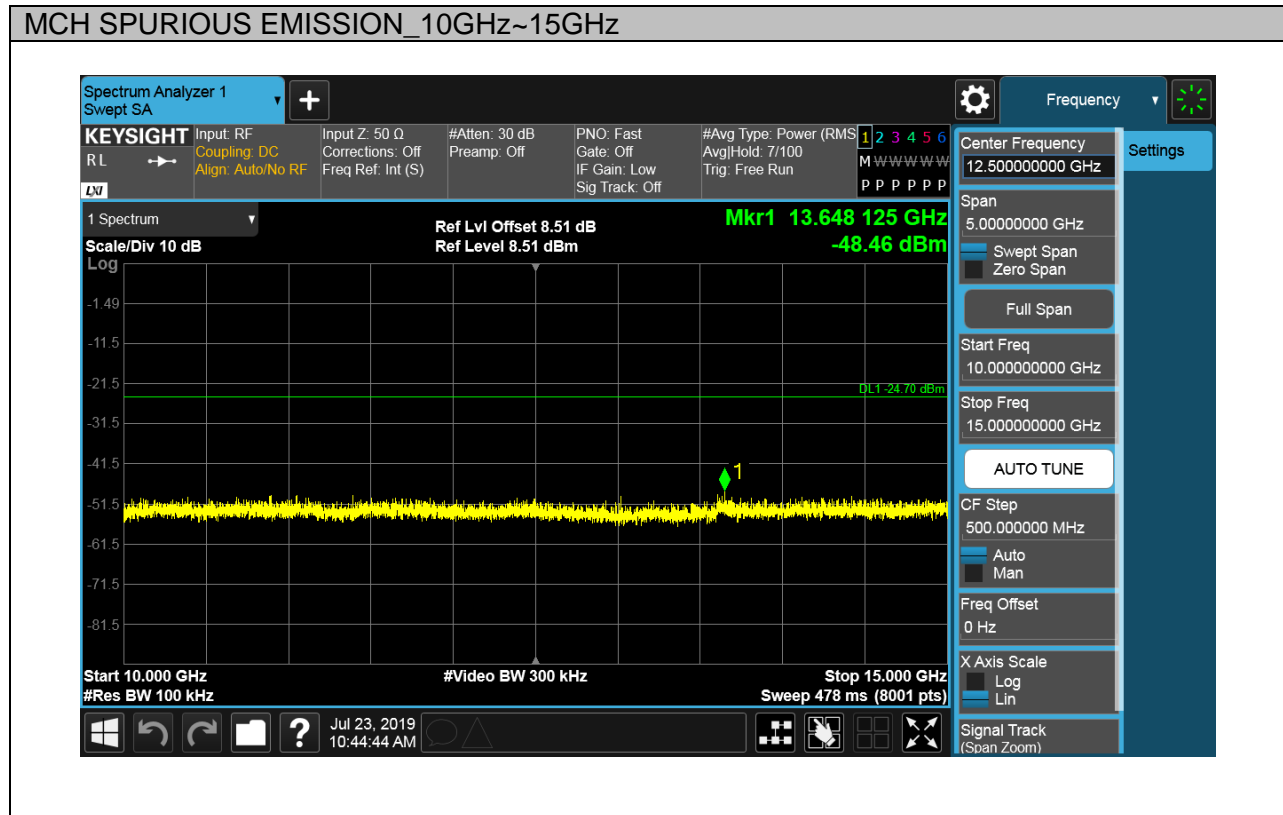 MCH SPURIOUS EMISSION_10GHz~15GHz
Spectrum Analyzer 1
Swept SA
Frequency
KEYSIGHT
R L
LXI
Input: RF
Coupling: DC
Align: Auto/No RF
Input Z: 50 Ω
Corrections: Off
Freq Ref: Int (S)
#Atten: 30 dB
Preamp: Off
PNO: Fast
Gate: Off
IF Gain: Low
Sig Track: Off
#Avg Type: Power (RMS
Avg|Hold: 7/100
Trig: Free Run
1 2 3 4 5 6
M W W W W W
P P P P P P
1 Spectrum
Scale/Div 10 dB
Log
Ref Lvl Offset 8.51 dB
Ref Level 8.51 dBm
Mkr1 13.648 125 GHz
-48.46 dBm
-1.49
-11.5
-21.5
DL1 -24.70 dBm
-31.5
-41.5
1
-51.5
-61.5
-71.5
-81.5
Start 10.000 GHz
#Res BW 100 kHz
#Video BW 300 kHz
Stop 15.000 GHz
Sweep 478 ms (8001 pts)
?
Jul 23, 2019
10:44:44 AM
Center Frequency
12.500000000 GHz
Span
5.00000000 GHz
Swept Span
Zero Span
Full Span
Start Freq
10.000000000 GHz
Stop Freq
15.000000000 GHz
AUTO TUNE
CF Step
500.000000 MHz
Auto
Man
Freq Offset
0 Hz
X Axis Scale
Log
Lin
Signal Track
(Span Zoom)
Settings